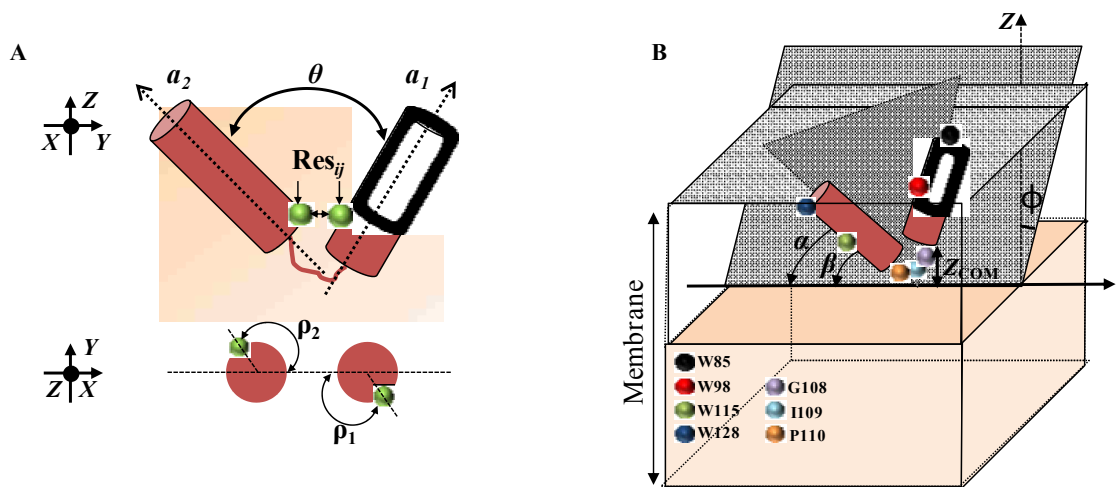 A
a2
θ
a1
Z
X
Y
Resij
Y
Z
X
ρ2
ρ1
B
Z
ϕ
α
β
ZCOM
Membrane
W85
W98
W115
W128
G108
I109
P110